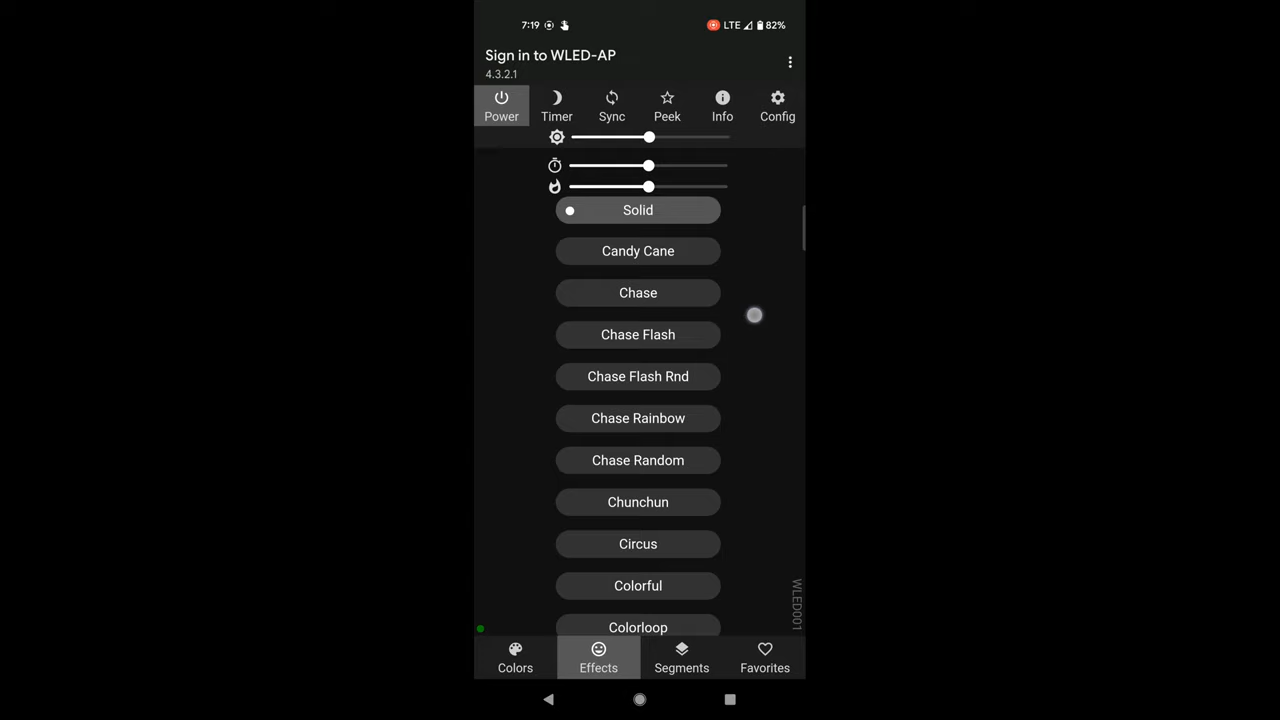 7:19 LTE 82%
Sign in to WLED-AP
4.3.2.1
Power Timer Sync Peek Info Config
Solid
Candy Cane
Chase
Chase Flash
Chase Flash Rnd
Chase Rainbow
Chase Random
Chunchun
Circus
Colorful
Colorloop
WLED001
Colors Effects Segments Favorites